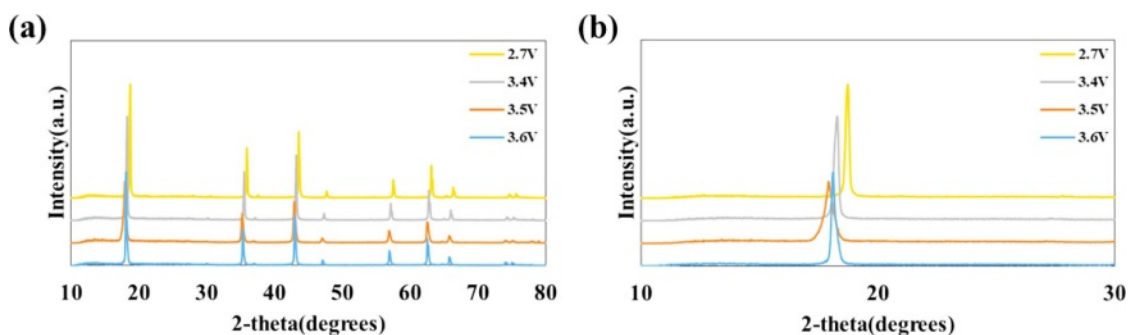 (a)
Intensity(a.u.)
2.7V
3.4V
3.5V
3.6V
10 20 30 40 50 60 70 80
2-theta(degrees)
(b)
Intensity(a.u.)
2.7V
3.4V
3.5V
3.6V
10 20 30
2-theta(degrees)